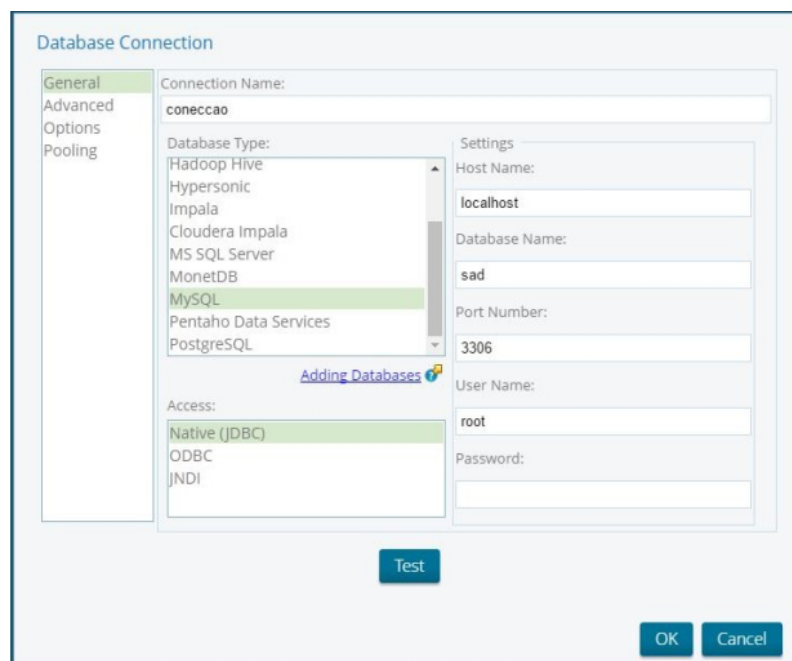 Database Connection
General
Advanced
Options
Pooling
Connection Name:
coneccao
Database Type:
Hadoop Hive
Hypersonic
Impala
Cloudera Impala
MS SQL Server
MonetDB
MySQL
Pentaho Data Services
PostgreSQL
Adding Databases
Access:
Native (JDBC)
ODBC
JNDI
Settings
Host Name:
localhost
Database Name:
sad
Port Number:
3306
User Name:
root
Password:
Test
OK
Cancel